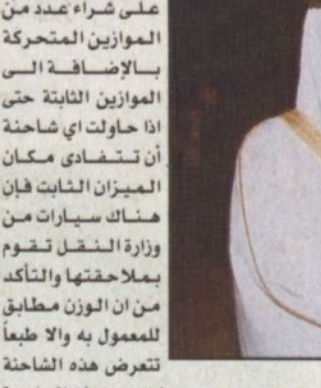 على شراء عدد من
الموازين المتحركة
بالإضافة الى
الموازين الثابتة حتى
اذا حاولت اي شاحنة
أن تتفادى مكان
الميزان الثابت فإن
هناك سيارات من
وزارة النقل تقوم
بملاحقتها والتأكد
من ان الوزن مطابق
للمعمول به والا طبعاً
تتعرض هذه الشاحنة